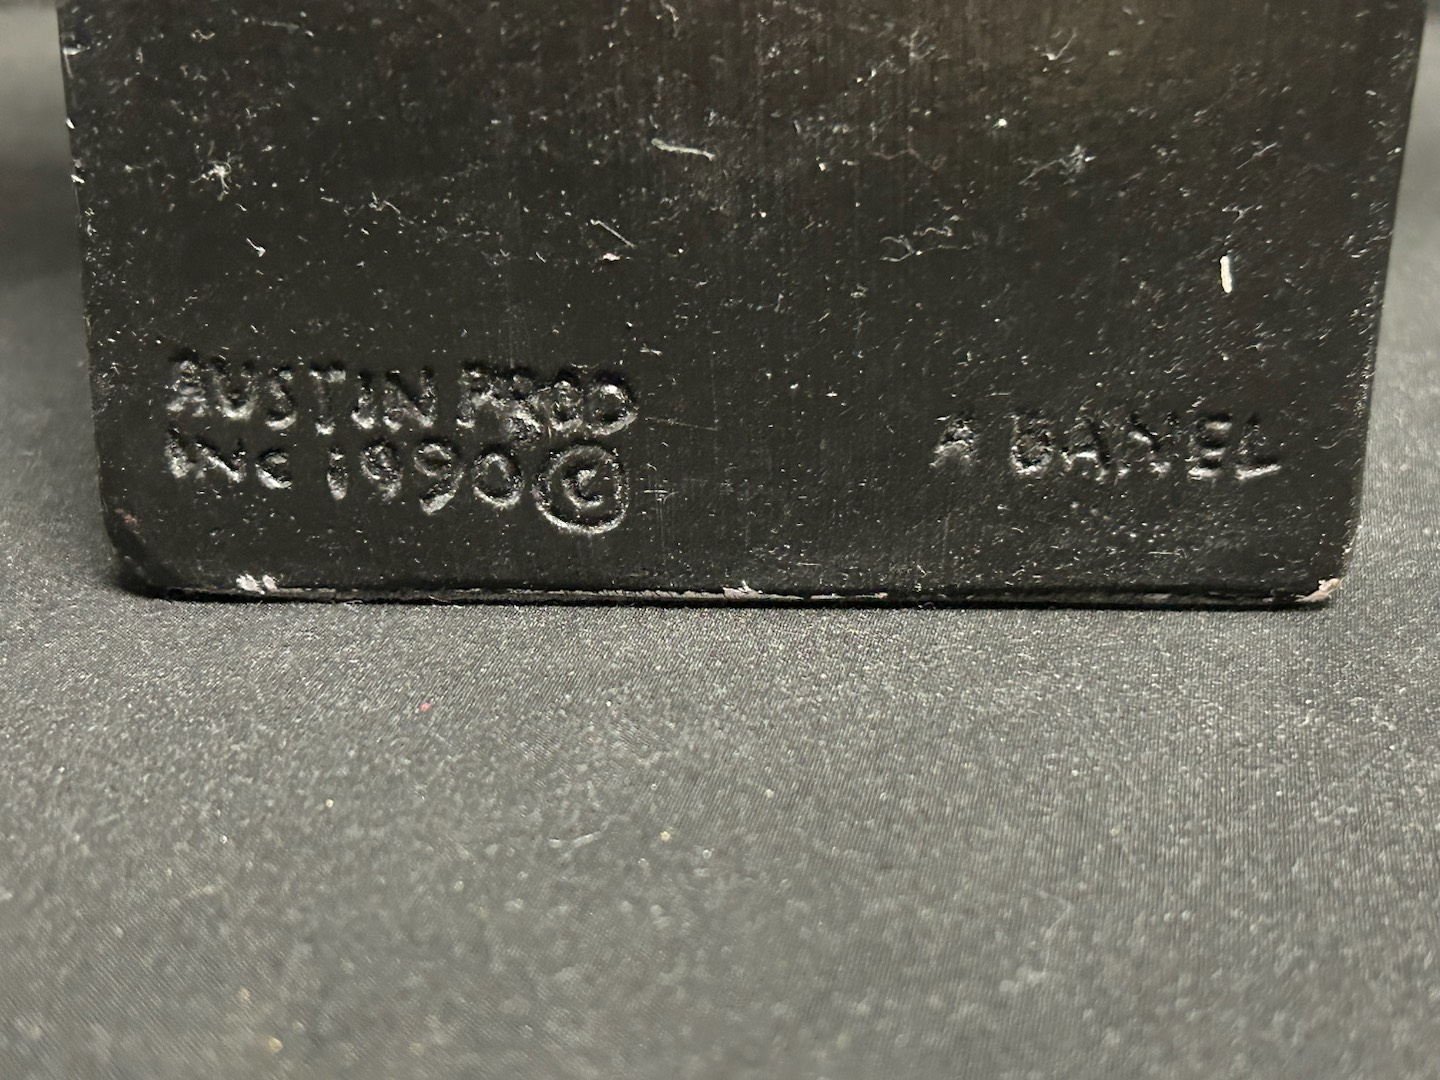 AUSTIN PROD
INC 1990 ©
A DANEL